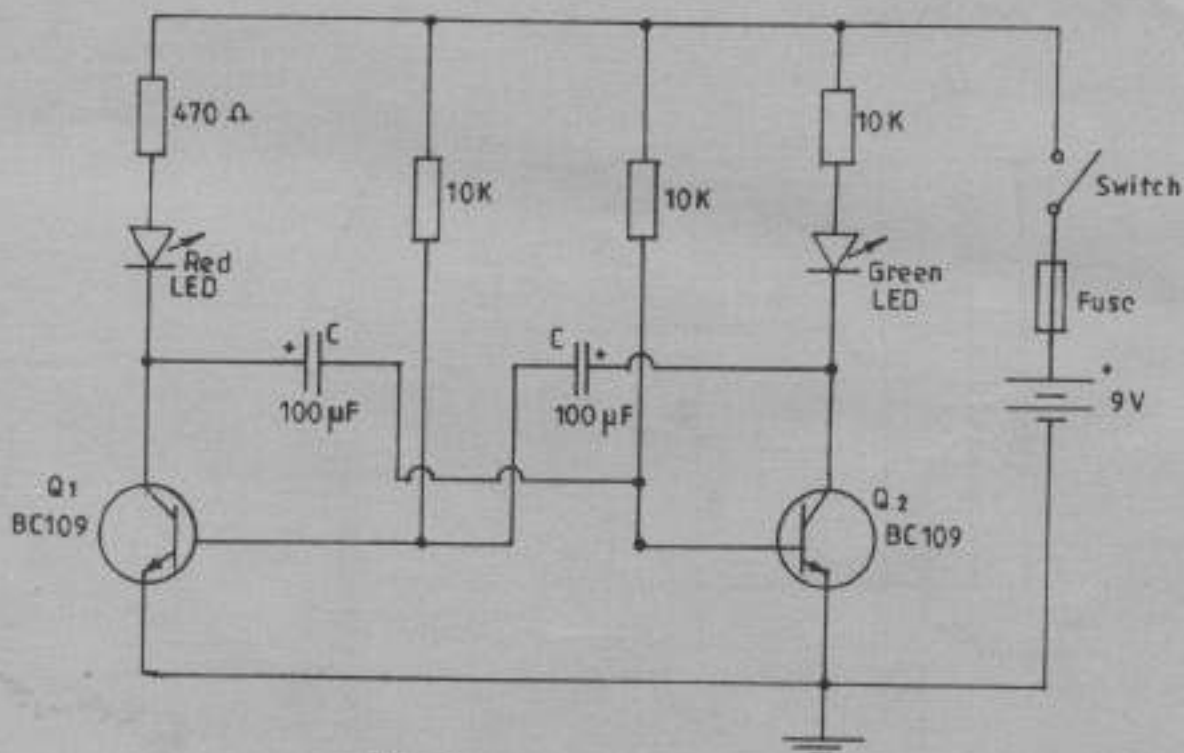 470 Ω
10K
10K
10K
Switch
Red
LED
Green
LED
Fuse
+ C
100 µF
C +
100 µF
+
9V
Q1
BC109
Q2
BC109